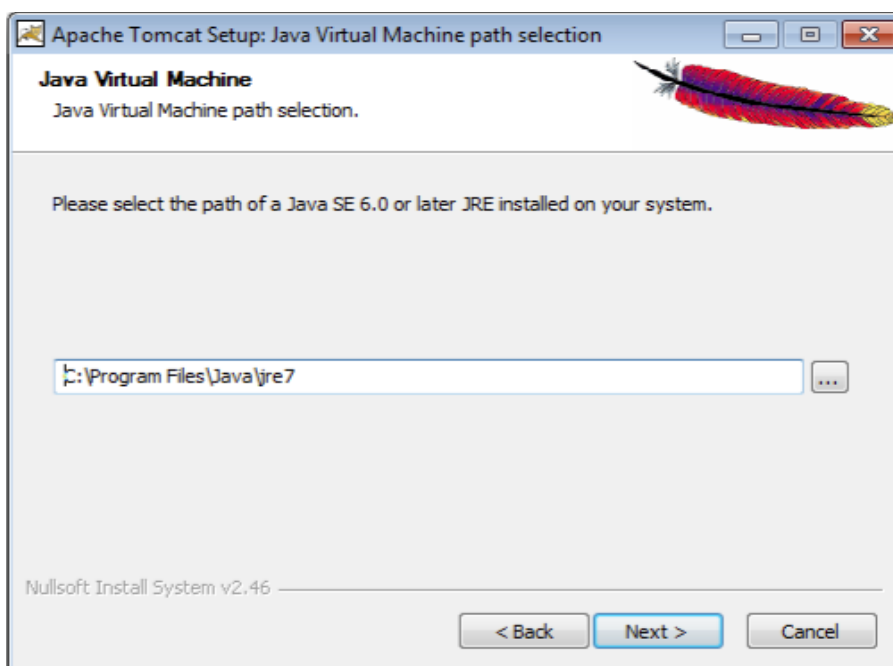 Apache Tomcat Setup: Java Virtual Machine path selection
Java Virtual Machine
Java Virtual Machine path selection.
Please select the path of a Java SE 6.0 or later JRE installed on your system.
C:\Program Files\Java\jre7
...
Nullsoft Install System v2.46
< Back
Next >
Cancel